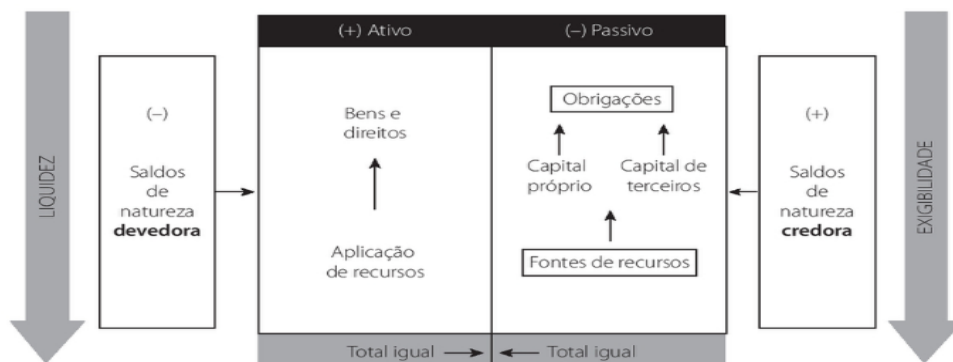 LIQUIDEZ
(–)
Saldos
de
natureza
devedora
(+) Ativo
Bens e
direitos
Aplicação
de recursos
Total igual
(–) Passivo
Obrigações
Capital
próprio
Capital de
terceiros
Fontes de recursos
Total igual
(+)
Saldos
de
natureza
credora
EXIGIBILIDADE